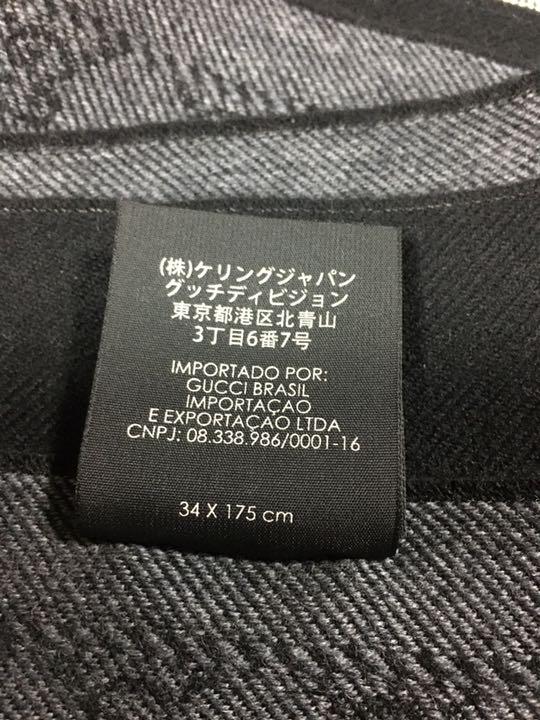 (株)ケリングジャパン
グッチディビジョン
東京都港区北青山
3丁目6番7号
IMPORTADO POR:
GUCCI BRASIL
IMPORTAÇAO
E EXPORTAÇAO LTDA
CNPJ: 08.338.986/0001-16
34 X 175 cm